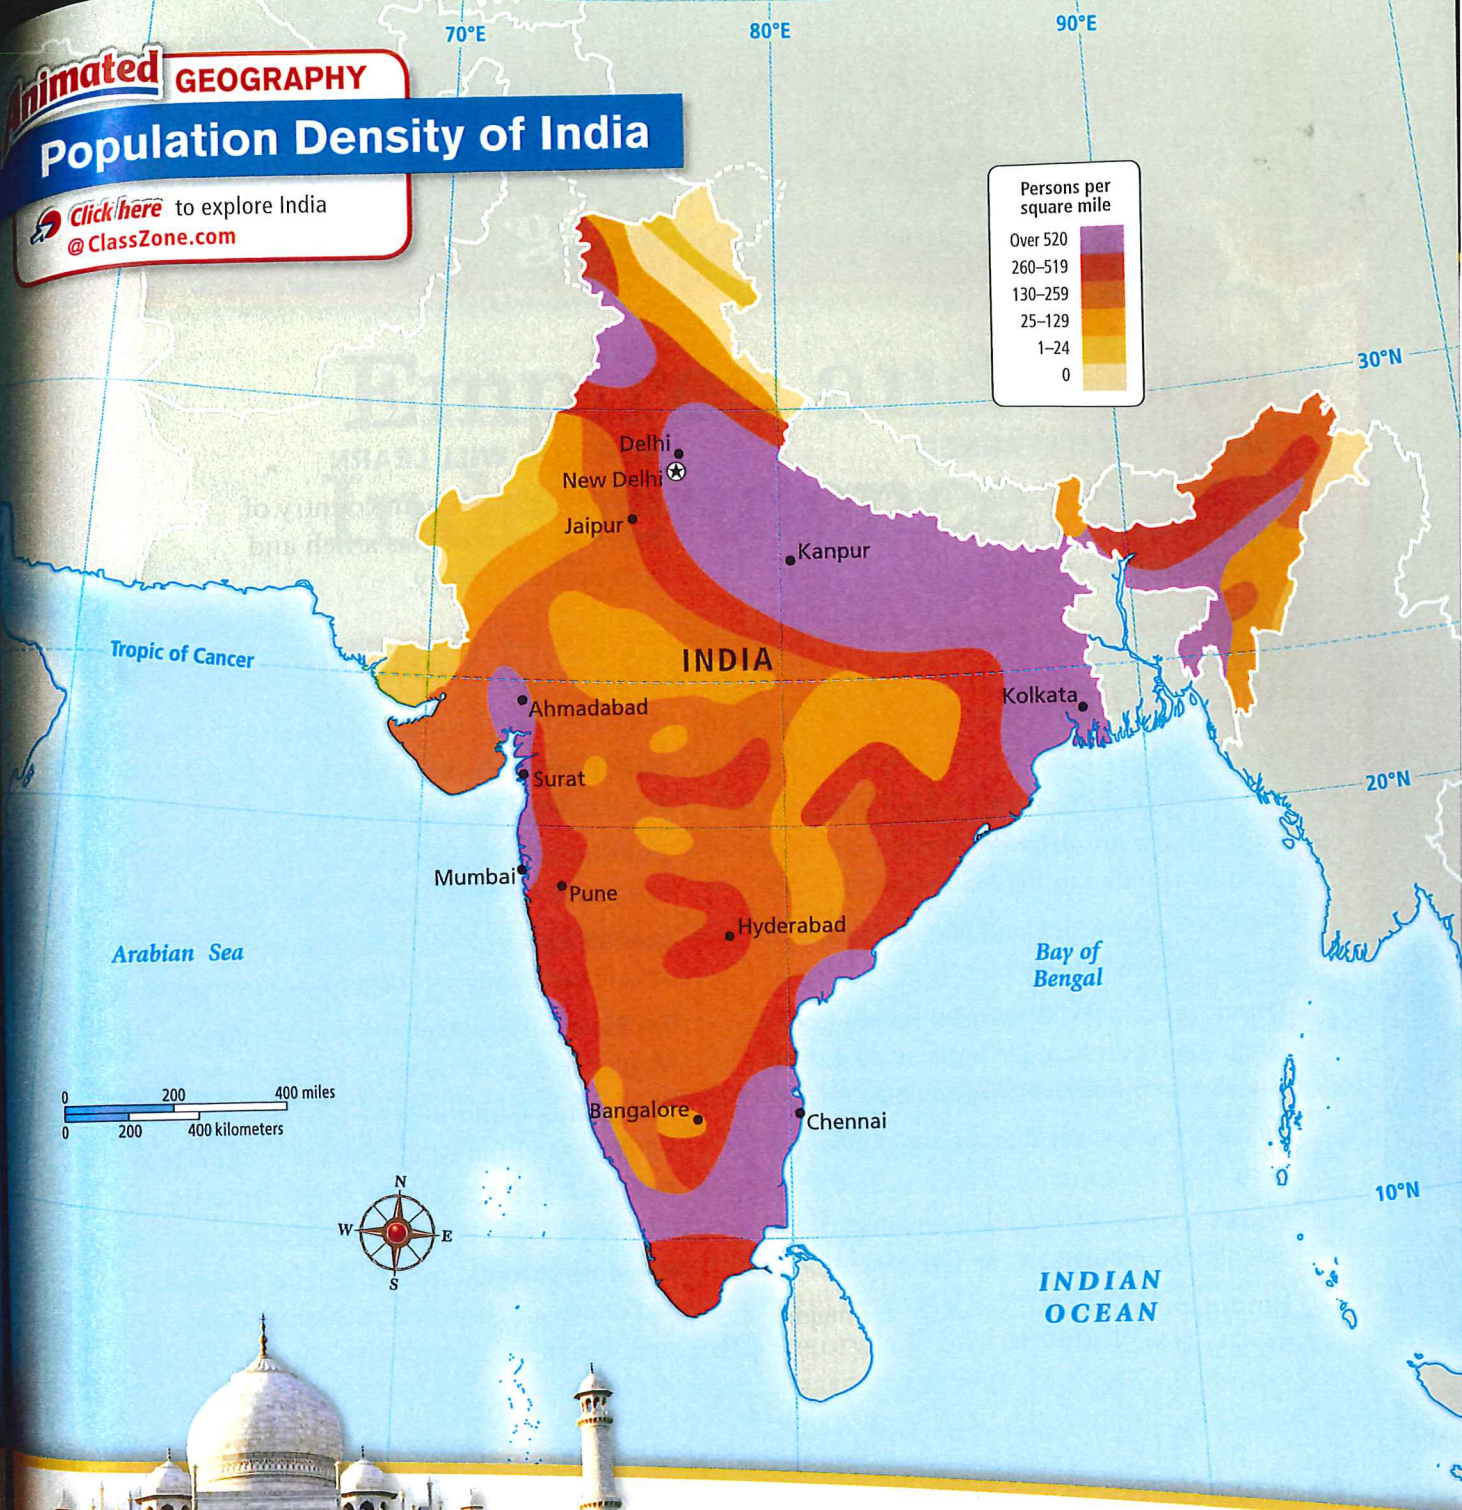 70°E
80°E
90°E
Animated GEOGRAPHY
Population Density of India
Click here to explore India
@ ClassZone.com
Persons per
square mile
Over 520
260–519
130–259
25–129
1–24
0
30°N
Delhi
New Delhi
Jaipur
Kanpur
Tropic of Cancer
INDIA
Ahmadabad
Kolkata
Surat
20°N
Mumbai
Pune
Hyderabad
Arabian Sea
Bay of
Bengal
0 200 400 miles
0 200 400 kilometers
Bangalore
Chennai
10°N
N
W E
S
INDIAN
OCEAN